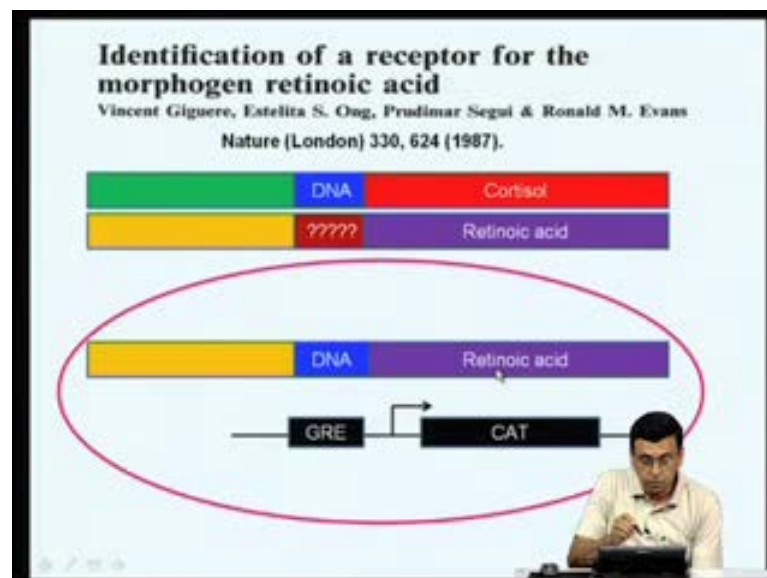 Identification of a receptor for the
morphogen retinoic acid
Vincent Giguere, Estelita S. Ong, Prudimar Segui & Ronald M. Evans
Nature (London) 330, 624 (1987).
DNA Cortisol
????? Retinoic acid
DNA Retinoic acid
GRE CAT